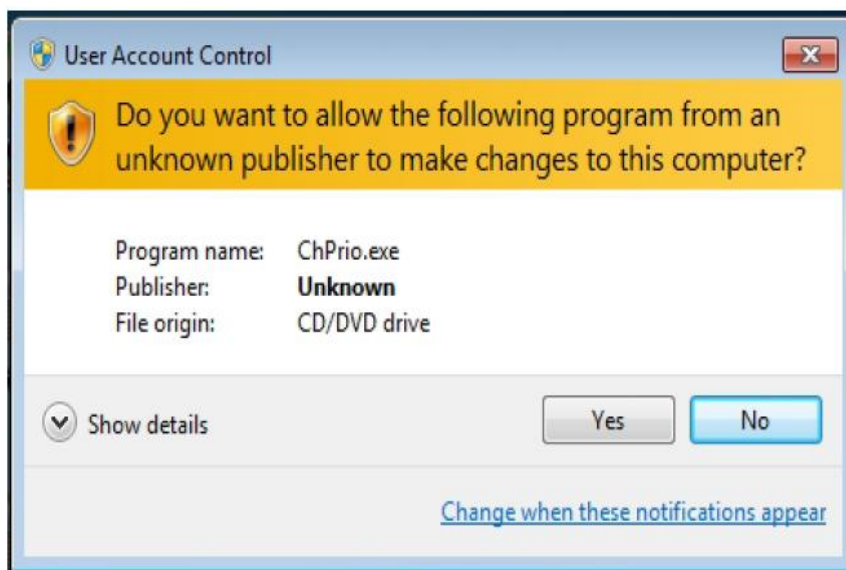 User Account Control
Do you want to allow the following program from an
unknown publisher to make changes to this computer?
Program name: ChPrio.exe
Publisher: Unknown
File origin: CD/DVD drive
Show details
Yes
No
Change when these notifications appear